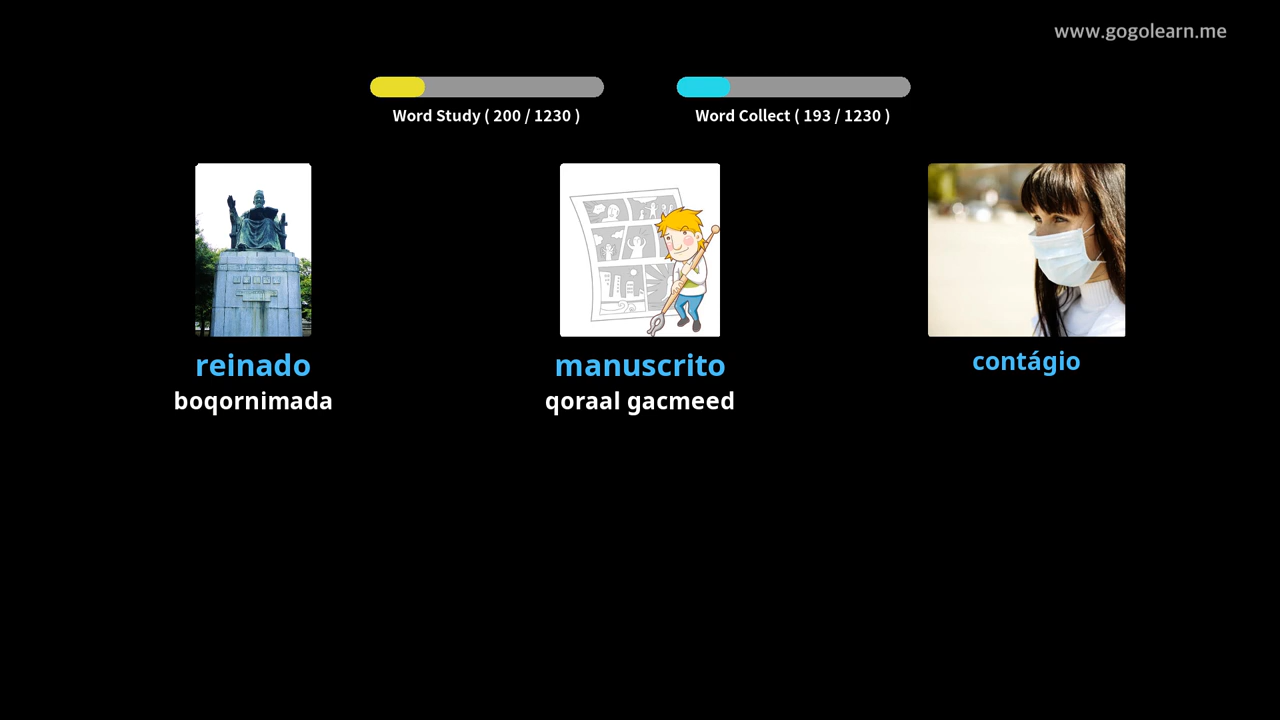 www.gogolearn.me
Word Study ( 200 / 1230 )
Word Collect ( 193 / 1230 )
reinado
boqornimada
manuscrito
qoraal gacmeed
contágio